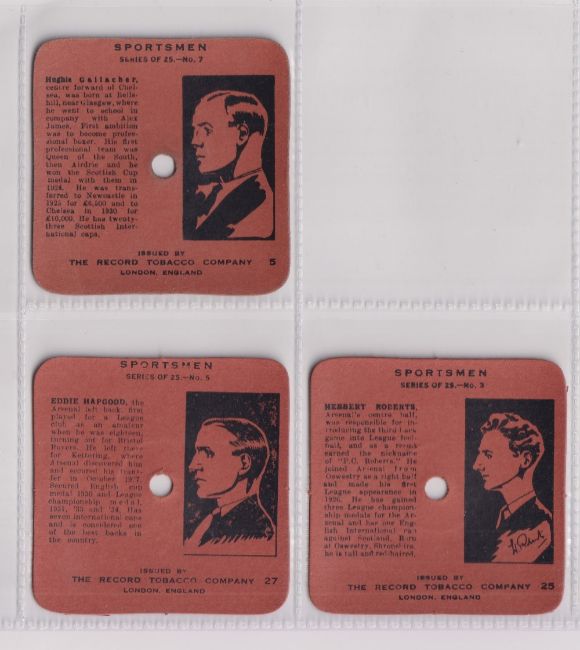 SPORTSMEN
SERIES OF 25.—No. 7
Hughie Gallacher,
centre forward of Chel-
sea, was born at Bells-
hill, near Glasgow, where
he went to school in
company with Alex
James. First ambition
was to become profes-
sional boxer. His first
professional team was
Queen of the South,
then Airdrie and he
won the Scottish Cup
medal with them in
1924. He was trans-
ferred to Newcastle in
1925 for £6,500 and to
Chelsea in 1930 for
£10,000. He has twenty-
three Scottish Inter-
national caps.
ISSUED BY
THE RECORD TOBACCO COMPANY 5
LONDON, ENGLAND
SPORTSMEN
SERIES OF 25.—No. 5
EDDIE HAPGOOD, the
Arsenal left back, first
played for a League
club as an amateur
when he was eighteen,
turning out for Bristol
Rovers. He left there
for Kettering, where
Arsenal discovered him
and secured his trans-
fer in October 1927.
Secured English cup
medal 1930 and League
championship medal,
1931, '33 and '34. Has
seven international caps
and is considered one
of the best backs in
the country.
ISSUED BY
THE RECORD TOBACCO COMPANY 27
LONDON, ENGLAND
SPORTSMEN
SERIES OF 25.—No. 3
HERBERT ROBERTS,
Arsenal's centre half,
was responsible for in-
troducing the third back
game into League foot-
ball, and as a result
earned the nickname
of "P.C. Roberts." He
joined Arsenal from
Oswestry as a right half
and made his first
League appearance in
1926. He has gained
three League champion-
ship medals for the Ar-
senal and has one Eng-
lish International cap
against Scotland. Born
at Oswestry, Shropshire,
he is tall and red-haired.
H. Roberts
ISSUED BY
THE RECORD TOBACCO COMPANY 25
LONDON, ENGLAND